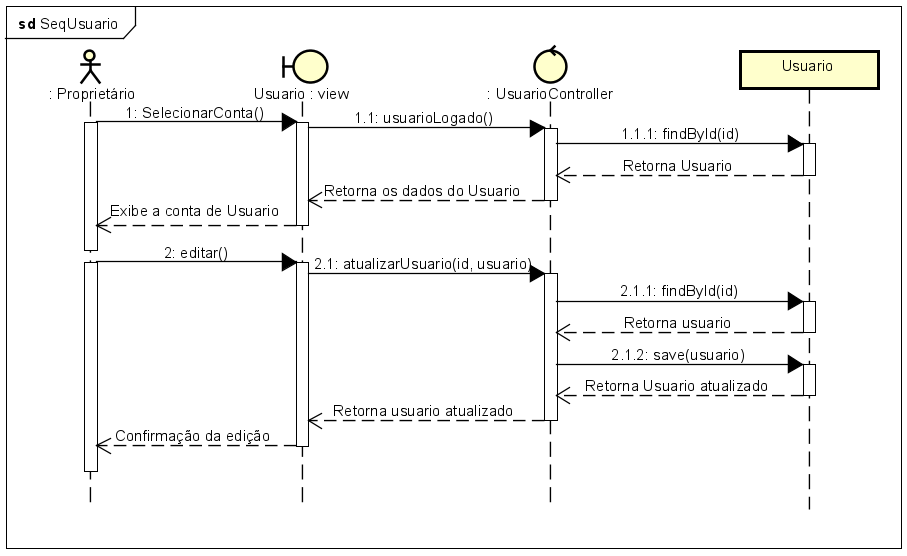 sd SeqUsuario
: Proprietário
Usuario : view
: UsuarioController
Usuario
1: SelecionarConta()
1.1: usuarioLogado()
1.1.1: findById(id)
Retorna Usuario
Retorna os dados do Usuario
Exibe a conta de Usuario
2: editar()
2.1: atualizarUsuario(id, usuario)
2.1.1: findById(id)
Retorna usuario
2.1.2: save(usuario)
Retorna Usuario atualizado
Retorna usuario atualizado
Confirmação da edição